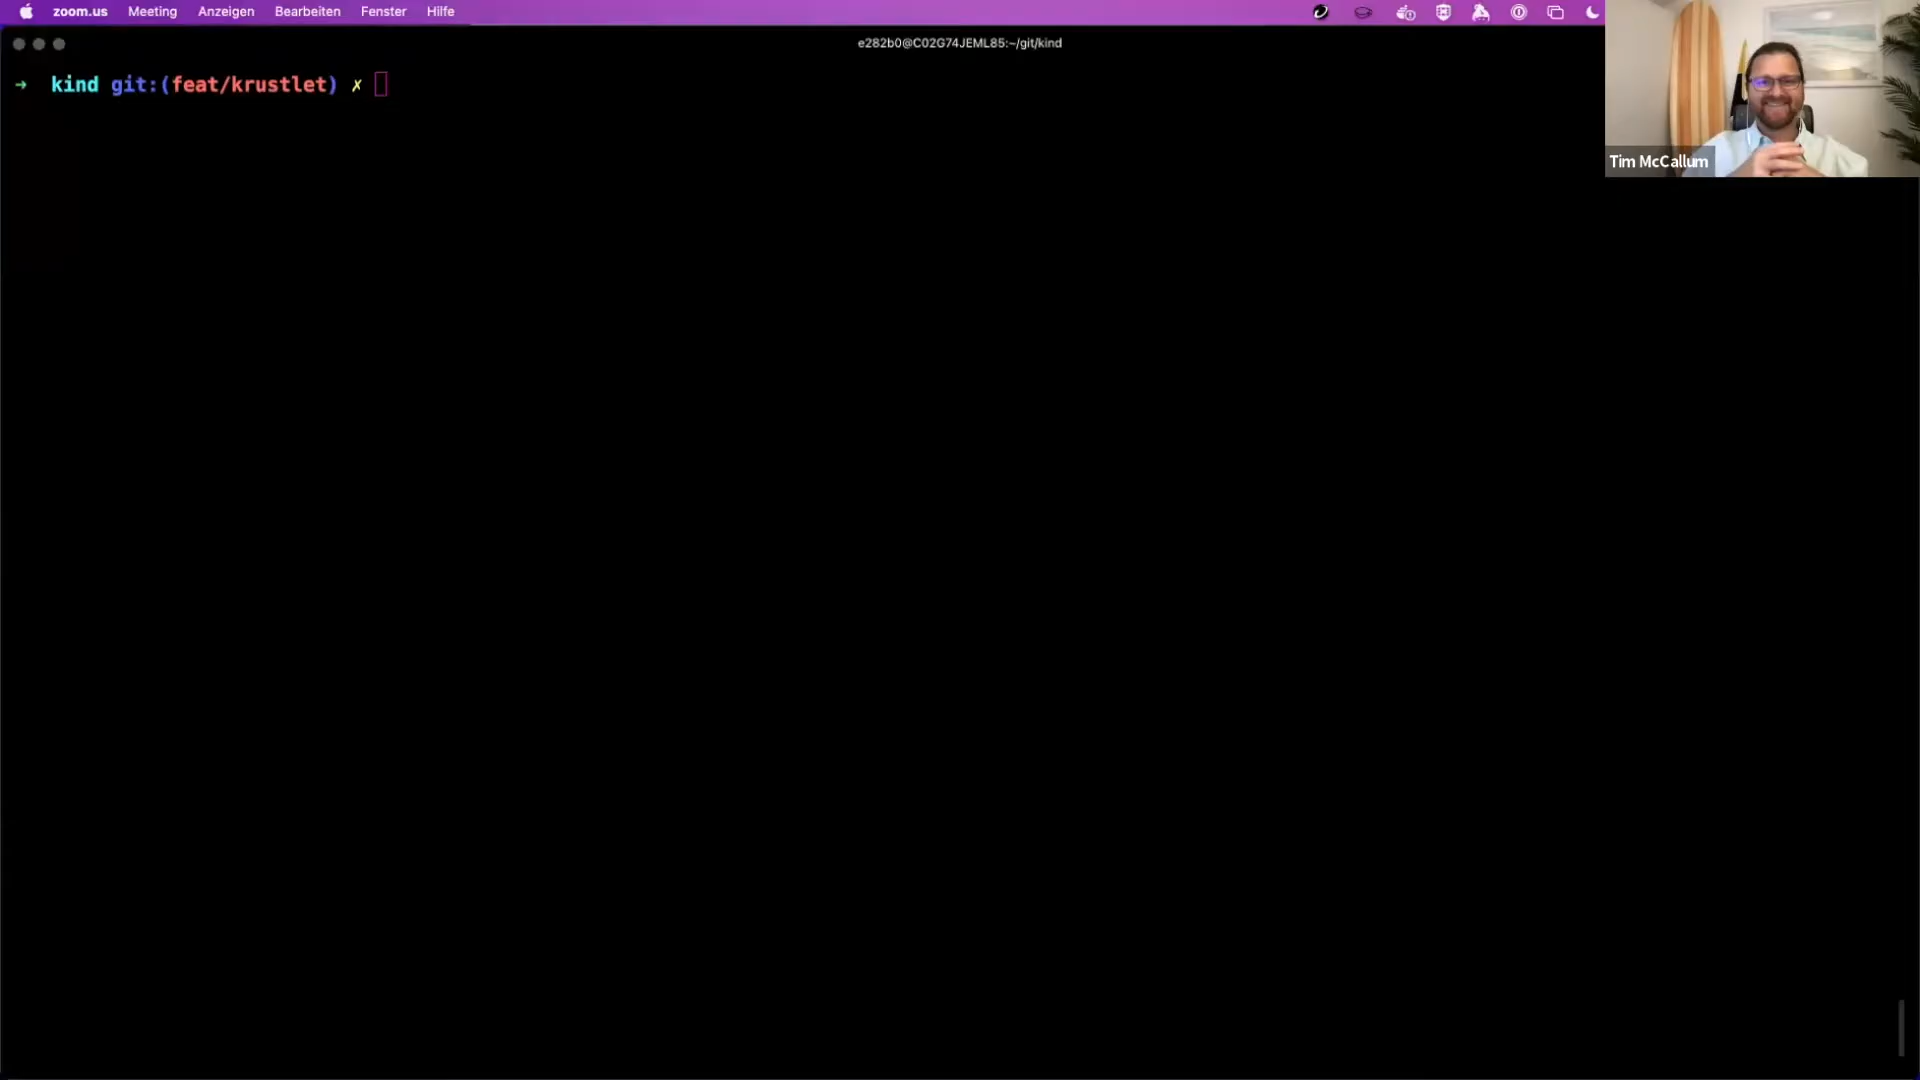 zoom.us Meeting Anzeigen Bearbeiten Fenster Hilfe
e282b0@C02G74JEML85:~/git/kind
→ kind git:(feat/krustlet) ✗
Tim McCallum